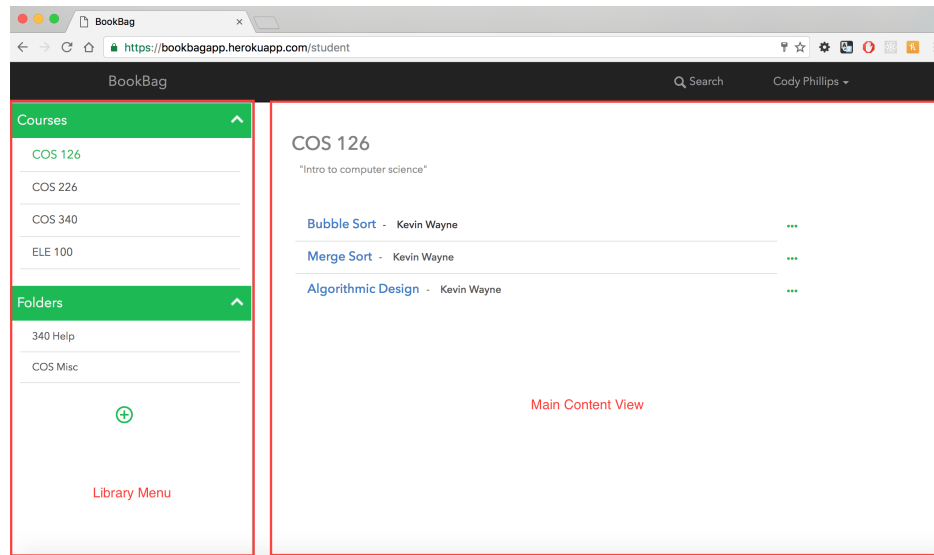 BookBag
https://bookbagapp.herokuapp.com/student
BookBag Search Cody Phillips
Courses
COS 126
COS 226
COS 340
ELE 100
Folders
340 Help
COS Misc
Library Menu
COS 126
"Intro to computer science"
Bubble Sort - Kevin Wayne
Merge Sort - Kevin Wayne
Algorithmic Design - Kevin Wayne
Main Content View